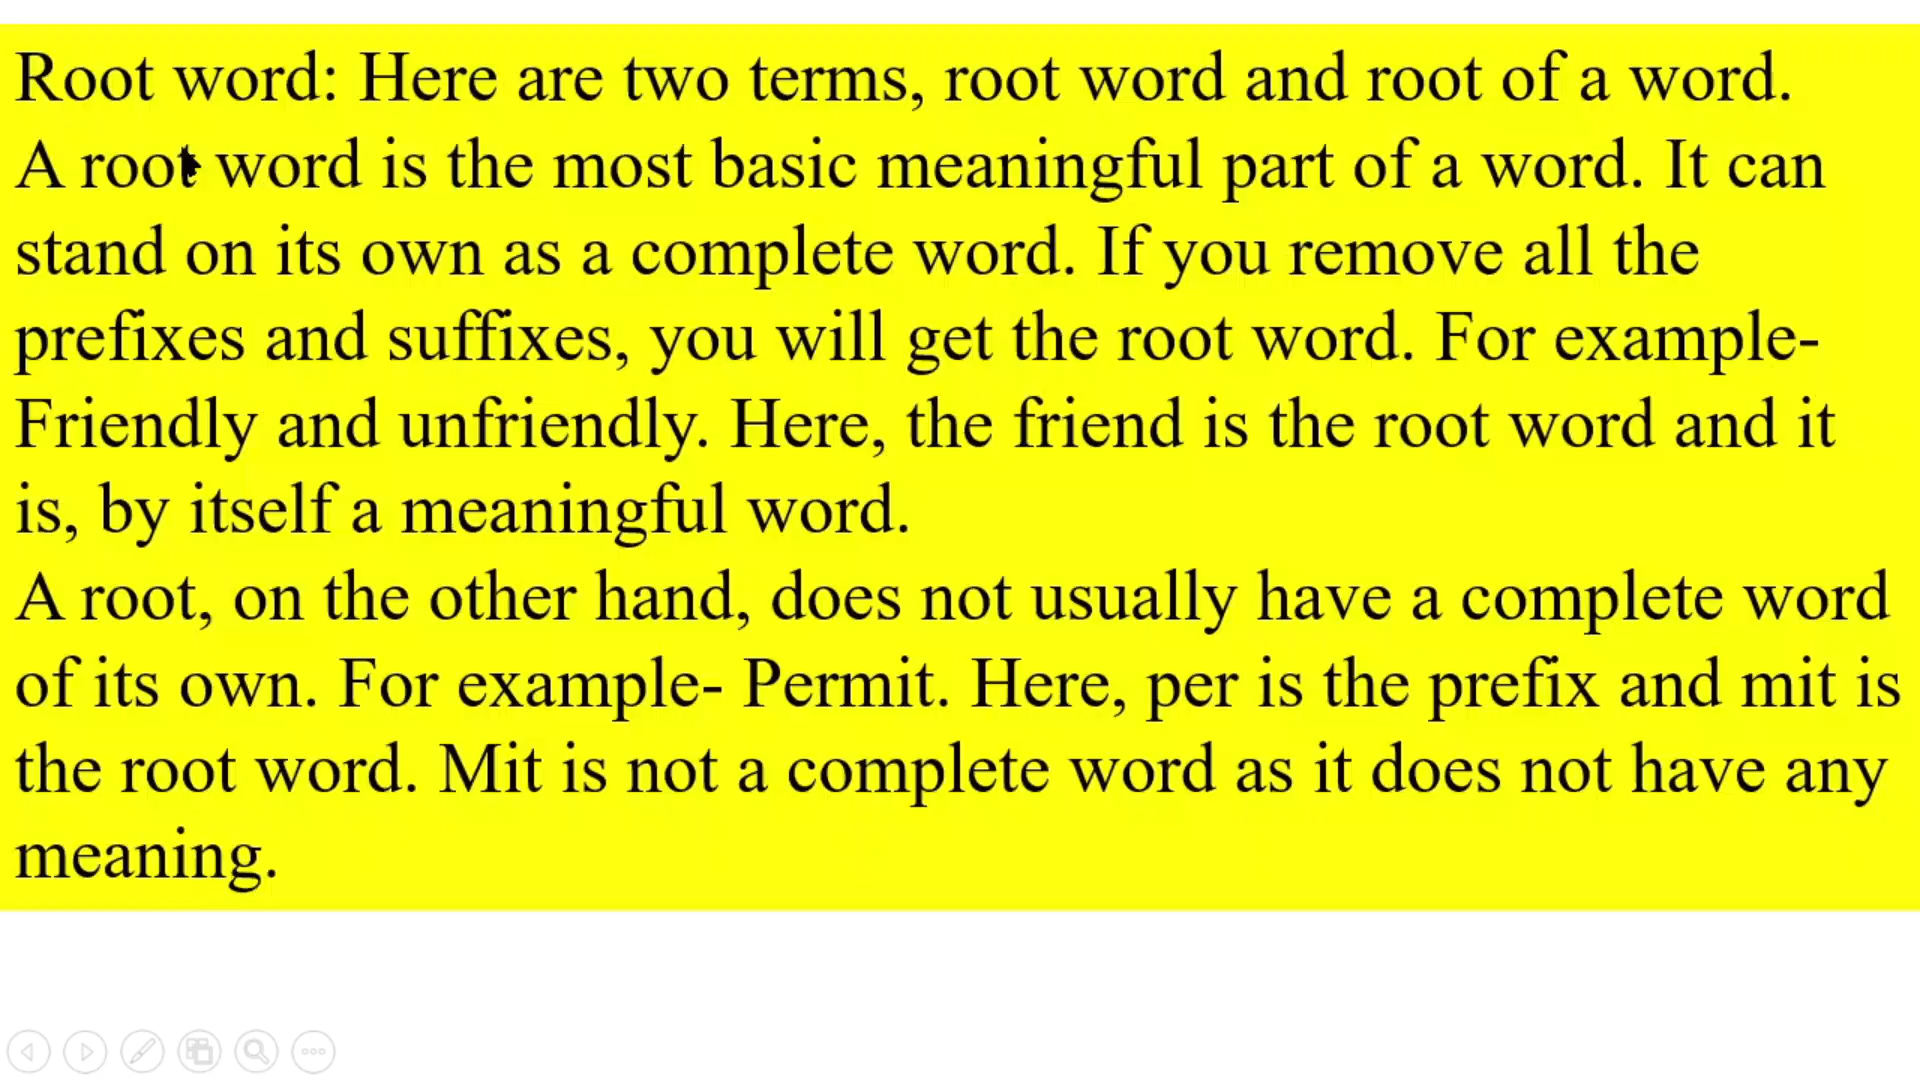 Root word: Here are two terms, root word and root of a word.
A root word is the most basic meaningful part of a word. It can
stand on its own as a complete word. If you remove all the
prefixes and suffixes, you will get the root word. For example-
Friendly and unfriendly. Here, the friend is the root word and it
is, by itself a meaningful word.
A root, on the other hand, does not usually have a complete word
of its own. For example- Permit. Here, per is the prefix and mit is
the root word. Mit is not a complete word as it does not have any
meaning.